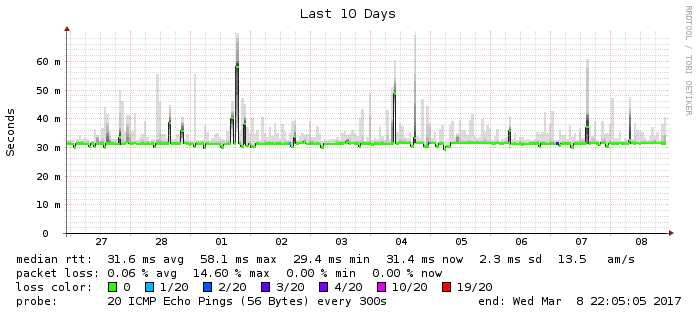 Last 10 Days
RRDTOOL / TOBI OETIKER
Seconds
60 m
50 m
40 m
30 m
20 m
10 m
0
27 28 01 02 03 04 05 06 07 08
median rtt: 31.6 ms avg 58.1 ms max 29.4 ms min 31.4 ms now 2.3 ms sd 13.5 am/s
packet loss: 0.06 % avg 14.60 % max 0.00 % min 0.00 % now
loss color: 0 1/20 2/20 3/20 4/20 10/20 19/20
probe: 20 ICMP Echo Pings (56 Bytes) every 300s end: Wed Mar 8 22:05:05 2017